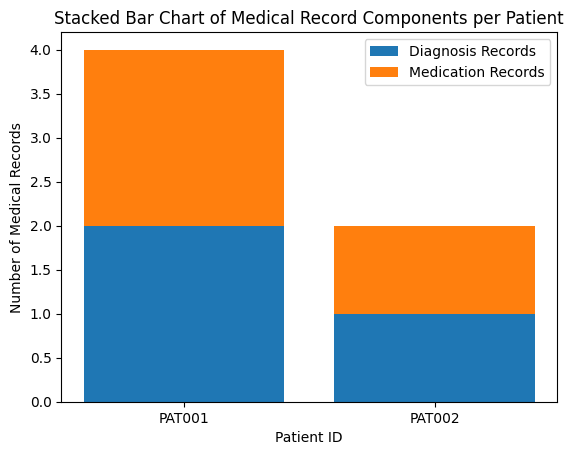 Stacked Bar Chart of Medical Record Components per Patient
Diagnosis Records
Medication Records
Number of Medical Records
4.0
3.5
3.0
2.5
2.0
1.5
1.0
0.5
0.0
PAT001
PAT002
Patient ID